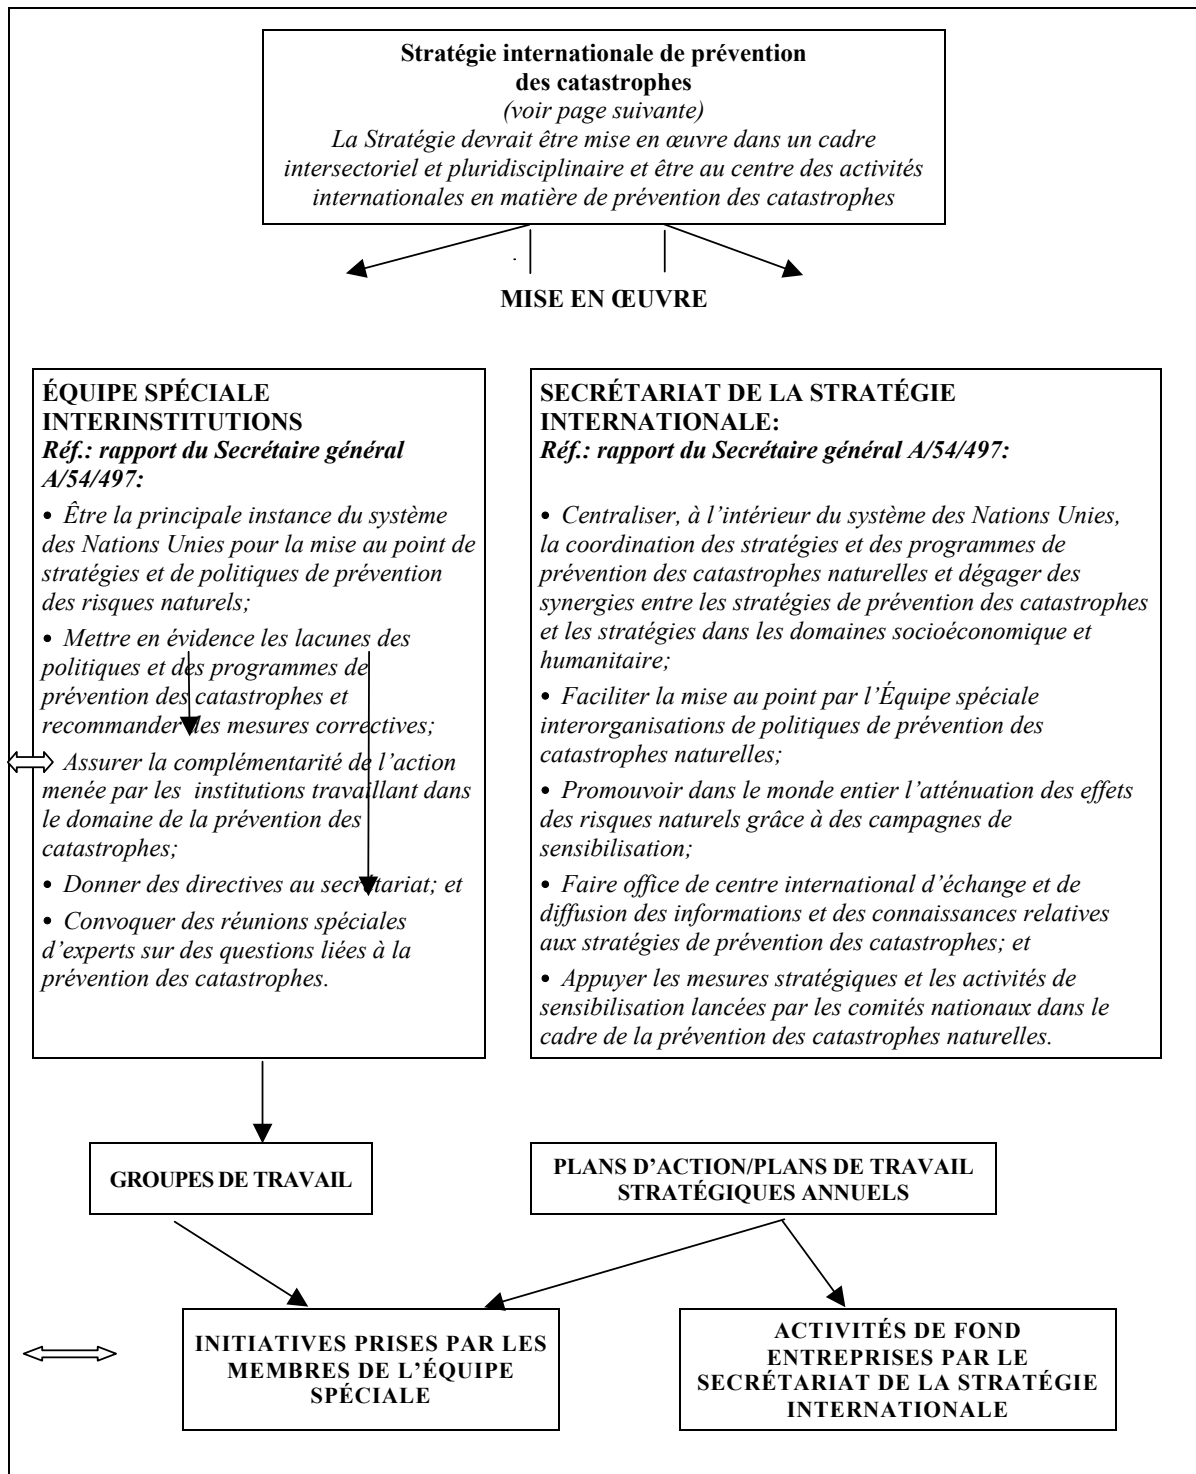 Stratégie internationale de prévention
des catastrophes
(voir page suivante)
La Stratégie devrait être mise en œuvre dans un cadre
intersectoriel et pluridisciplinaire et être au centre des activités
internationales en matière de prévention des catastrophes
MISE EN ŒUVRE
ÉQUIPE SPÉCIALE
INTERINSTITUTIONS
Réf.: rapport du Secrétaire général
A/54/497:
• Être la principale instance du système
des Nations Unies pour la mise au point de
stratégies et de politiques de prévention
des risques naturels;
• Mettre en évidence les lacunes des
politiques et des programmes de
prévention des catastrophes et
recommander des mesures correctives;
Assurer la complémentarité de l'action
menée par les institutions travaillant dans
le domaine de la prévention des
catastrophes;
• Donner des directives au secrétariat; et
• Convoquer des réunions spéciales
d'experts sur des questions liées à la
prévention des catastrophes.
SECRÉTARIAT DE LA STRATÉGIE
INTERNATIONALE:
Réf.: rapport du Secrétaire général A/54/497:
• Centraliser, à l'intérieur du système des Nations Unies,
la coordination des stratégies et des programmes de
prévention des catastrophes naturelles et dégager des
synergies entre les stratégies de prévention des catastrophes
et les stratégies dans les domaines socioéconomique et
humanitaire;
• Faciliter la mise au point par l'Équipe spéciale
interorganisations de politiques de prévention des
catastrophes naturelles;
• Promouvoir dans le monde entier l'atténuation des effets
des risques naturels grâce à des campagnes de
sensibilisation;
• Faire office de centre international d'échange et de
diffusion des informations et des connaissances relatives
aux stratégies de prévention des catastrophes; et
• Appuyer les mesures stratégiques et les activités de
sensibilisation lancées par les comités nationaux dans le
cadre de la prévention des catastrophes naturelles.
GROUPES DE TRAVAIL
PLANS D'ACTION/PLANS DE TRAVAIL
STRATÉGIQUES ANNUELS
INITIATIVES PRISES PAR LES
MEMBRES DE L'ÉQUIPE
SPÉCIALE
ACTIVITÉS DE FOND
ENTREPRISES PAR LE
SECRÉTARIAT DE LA STRATÉGIE
INTERNATIONALE